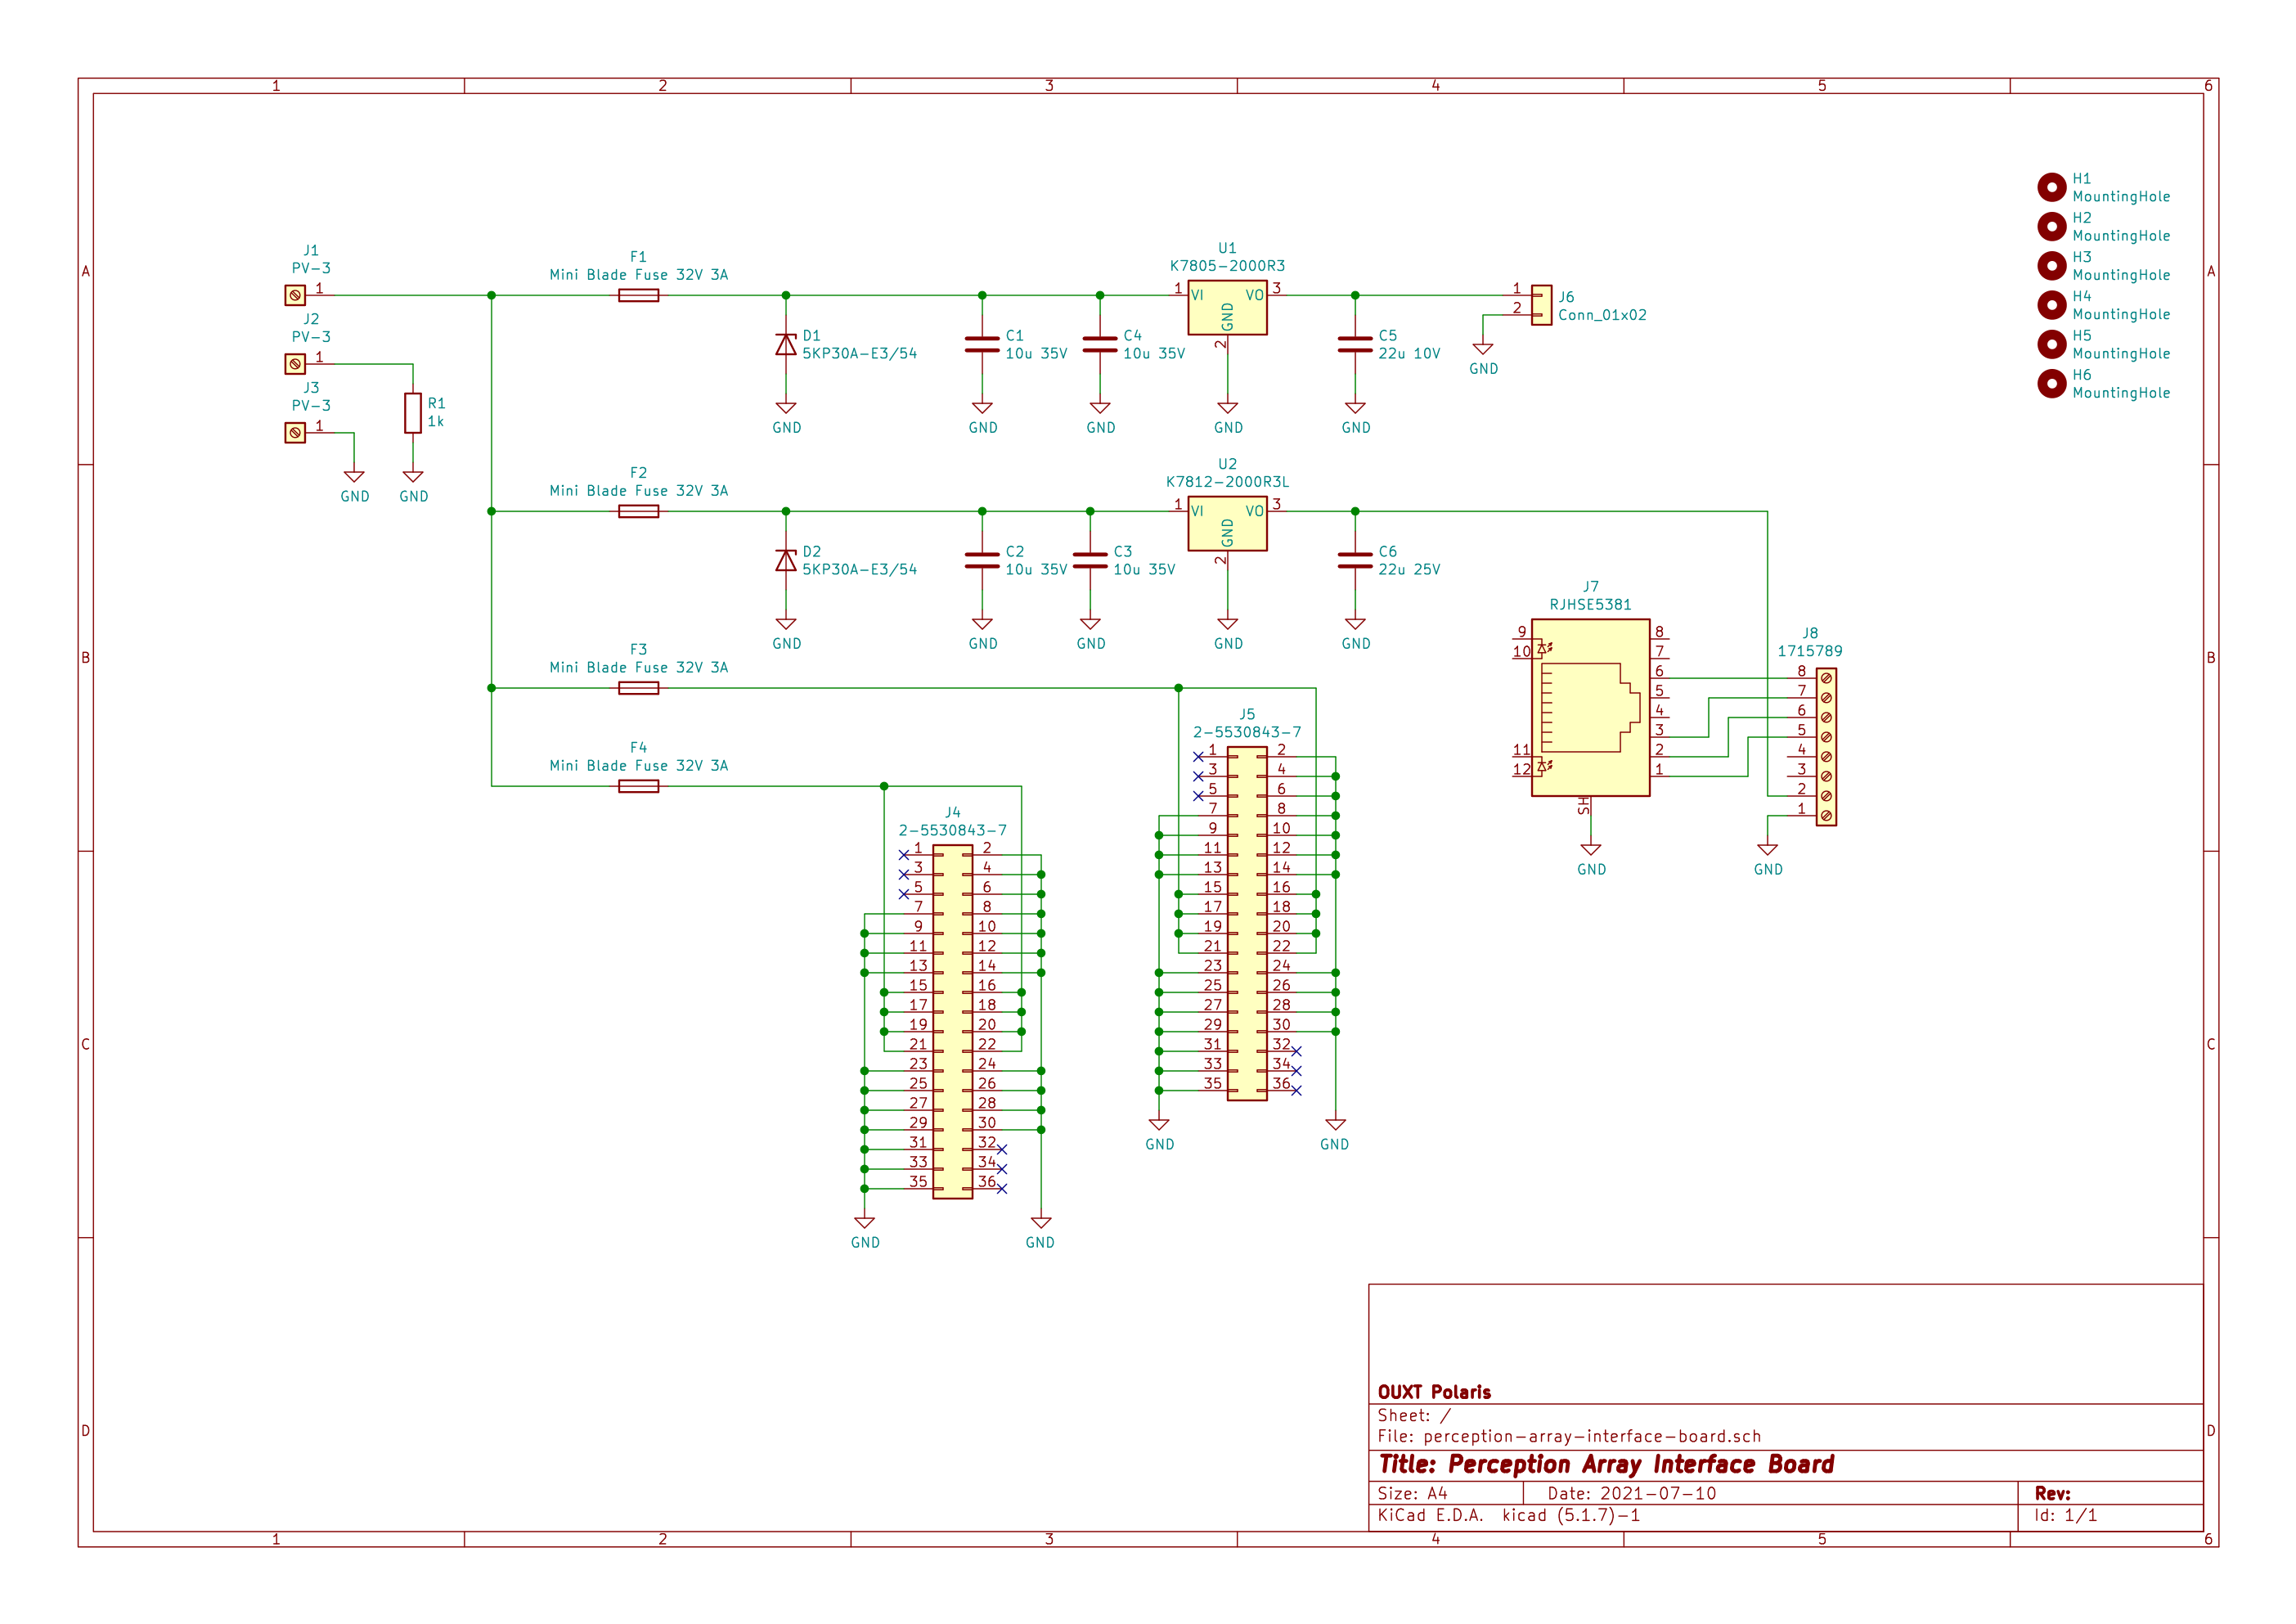 1 2 3 4 5 6
A A
B B
C C
D D
J1
PV-3
1
J2
PV-3
1
J3
PV-3
1
GND
R1
1k
GND
F1
Mini Blade Fuse 32V 3A
D1
5KP30A-E3/54
GND
C1
10u 35V
GND
C4
10u 35V
GND
U1
K7805-2000R3
1 VI VO 3
GND
2
GND
C5
22u 10V
GND
1
2
J6
Conn_01x02
GND
H1
MountingHole
H2
MountingHole
H3
MountingHole
H4
MountingHole
H5
MountingHole
H6
MountingHole
F2
Mini Blade Fuse 32V 3A
D2
5KP30A-E3/54
GND
C2
10u 35V
GND
C3
10u 35V
GND
U2
K7812-2000R3L
1 VI VO 3
GND
2
GND
C6
22u 25V
GND
F3
Mini Blade Fuse 32V 3A
F4
Mini Blade Fuse 32V 3A
J4
2-5530843-7
1 2
3 4
5 6
7 8
9 10
11 12
13 14
15 16
17 18
19 20
21 22
23 24
25 26
27 28
29 30
31 32
33 34
35 36
GND GND
J5
2-5530843-7
1 2
3 4
5 6
7 8
9 10
11 12
13 14
15 16
17 18
19 20
21 22
23 24
25 26
27 28
29 30
31 32
33 34
35 36
GND GND
J7
RJHSE5381
9 8
10 7
6
5
4
3
11 2
12 1
SH
GND
J8
1715789
8
7
6
5
4
3
2
1
GND
OUXT Polaris
Sheet: /
File: perception-array-interface-board.sch
Title: Perception Array Interface Board
Size: A4 Date: 2021-07-10 Rev:
KiCad E.D.A. kicad (5.1.7)-1 Id: 1/1
1 2 3 4 5 6